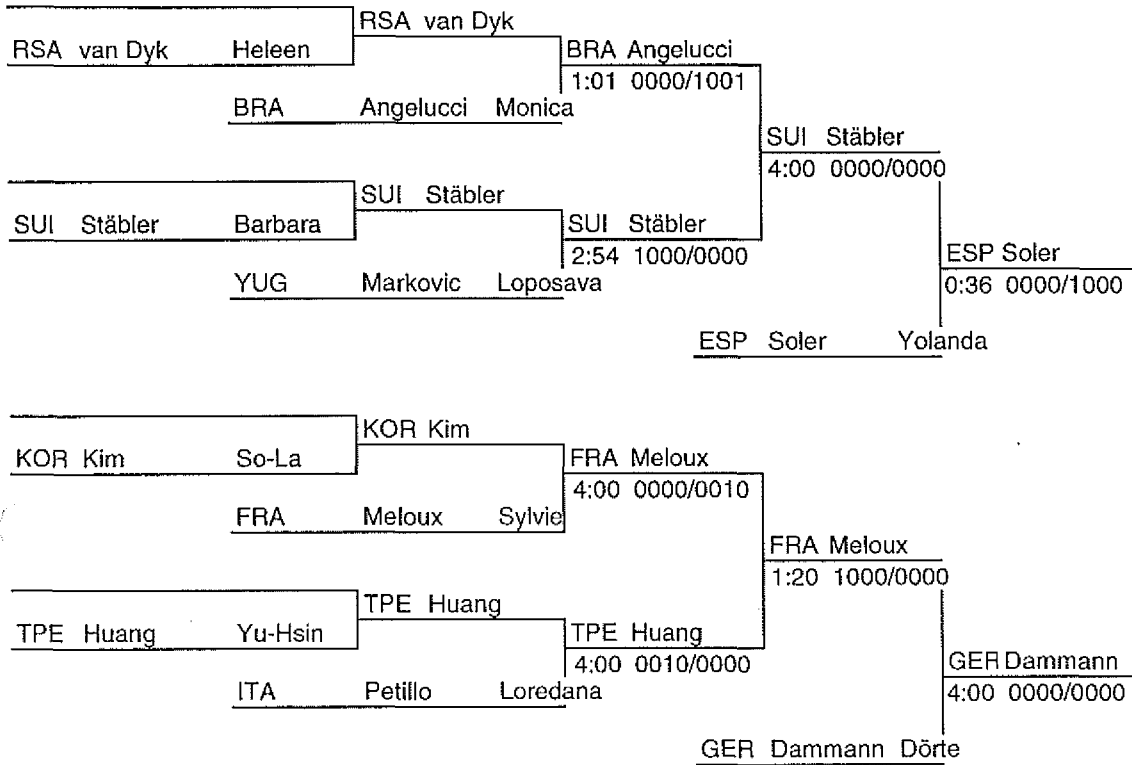 RSA van Dyk
RSA van Dyk Heleen
BRA Angelucci
1:01 0000/1001
BRA Angelucci Monica
SUI Stäbler
4:00 0000/0000
SUI Stäbler
SUI Stäbler Barbara
SUI Stäbler
2:54 1000/0000
YUG Markovic Loposava
ESP Soler
0:36 0000/1000
ESP Soler Yolanda
KOR Kim
KOR Kim So-La
FRA Meloux
4:00 0000/0010
FRA Meloux Sylvie
FRA Meloux
1:20 1000/0000
TPE Huang
TPE Huang Yu-Hsin
TPE Huang
4:00 0010/0000
ITA Petillo Loredana
GER Dammann
4:00 0000/0000
GER Dammann Dörte